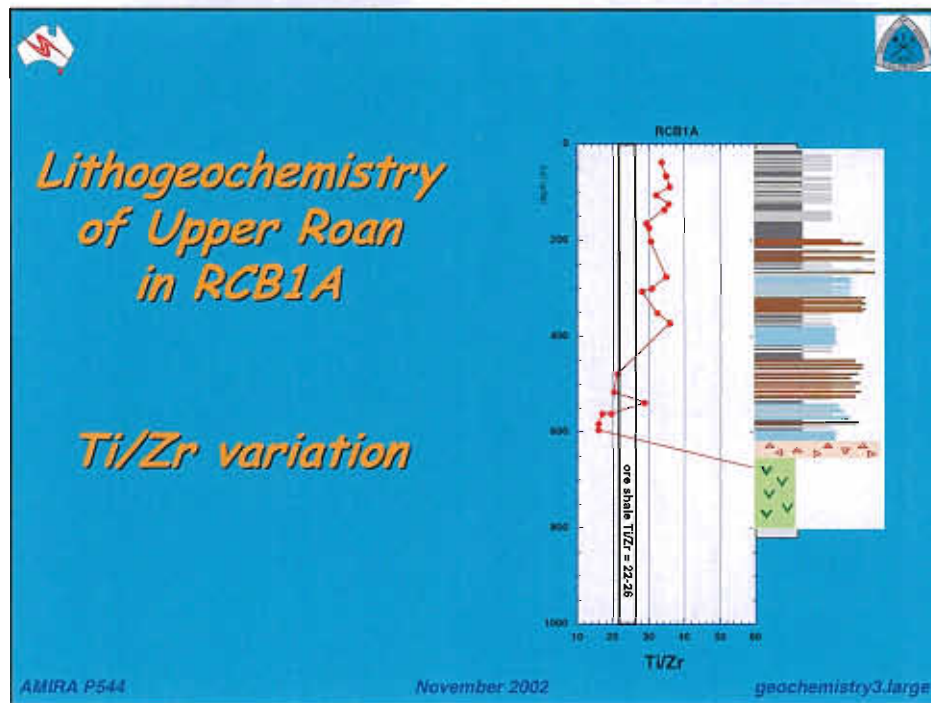 Lithogeochemistry
of Upper Roan
in RCB1A
Ti/Zr variation
RCB1A
0
200
400
600
800
1000
ore shale Ti/Zr = 22-26
10 20 30 40 50 60
Ti/Zr
AMIRA P544
November 2002
geochemistry3.large